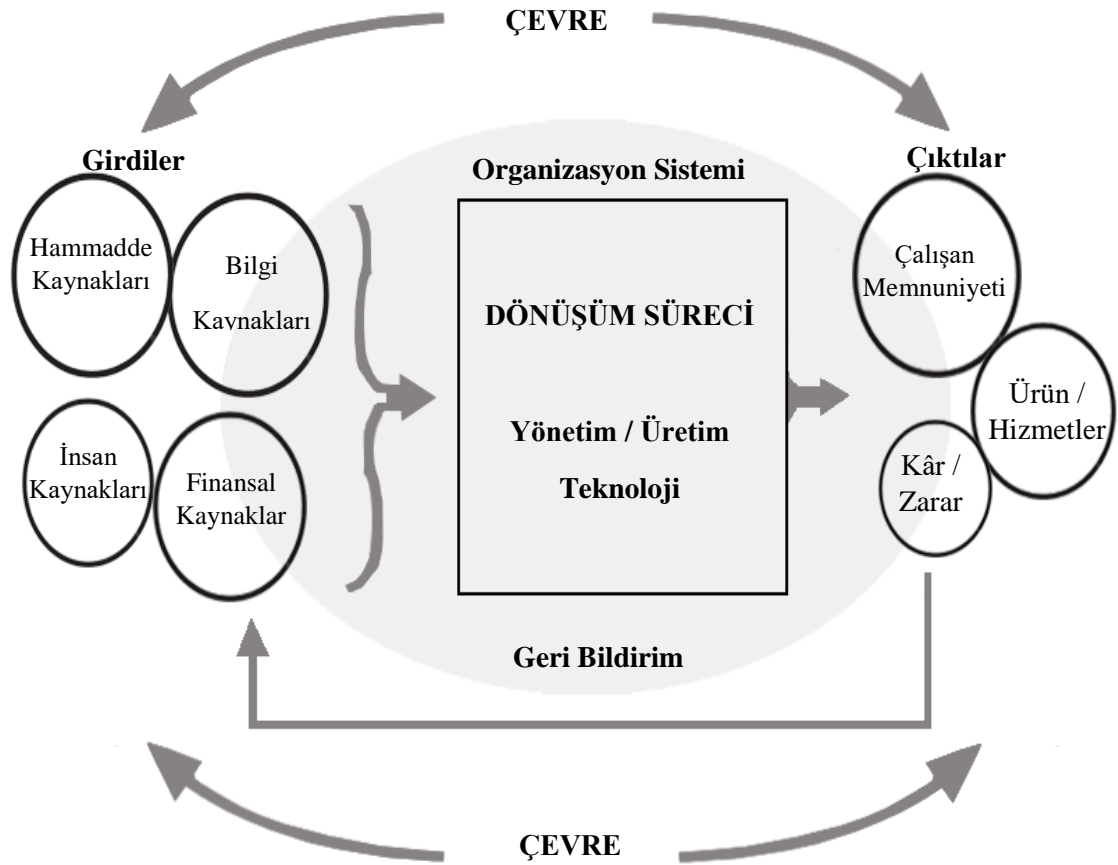 ÇEVRE
Girdiler
Hammadde
Kaynakları
Bilgi
Kaynakları
İnsan
Kaynakları
Finansal
Kaynaklar
Organizasyon Sistemi
DÖNÜŞÜM SÜRECİ
Yönetim / Üretim
Teknoloji
Geri Bildirim
Çıktılar
Çalışan
Memnuniyeti
Ürün /
Hizmetler
Kâr /
Zarar
ÇEVRE